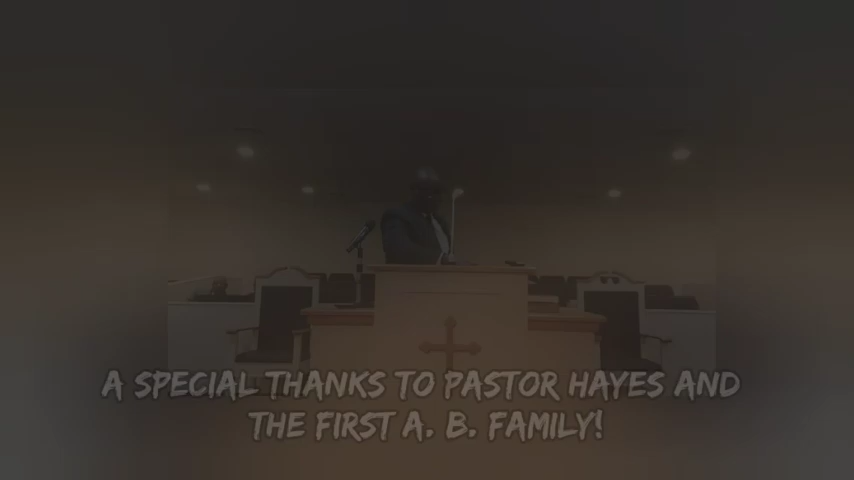 A SPECIAL THANKS TO PASTOR HAYES AND
THE FIRST A. B. FAMILY!